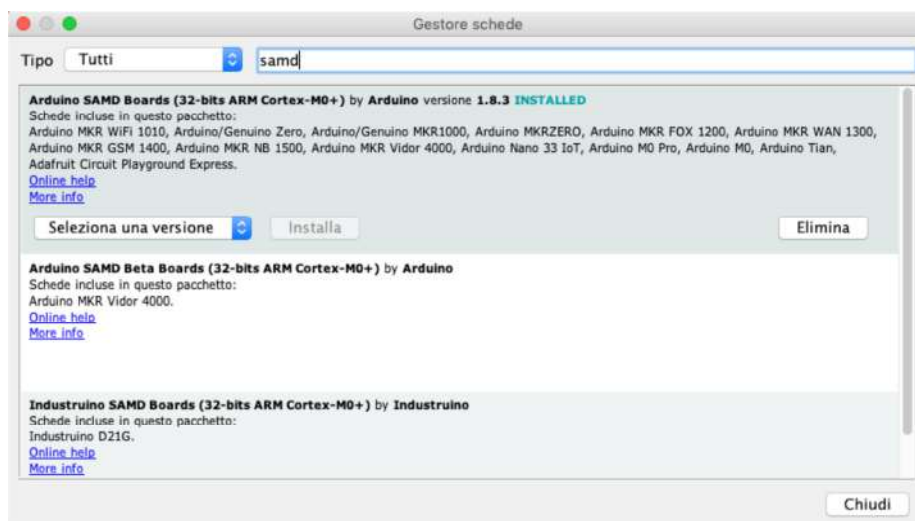 Gestore schede
Tipo Tutti samd
Arduino SAMD Boards (32-bits ARM Cortex-M0+) by Arduino versione 1.8.3 INSTALLED
Schede incluse in questo pacchetto:
Arduino MKR WiFi 1010, Arduino/Genuino Zero, Arduino/Genuino MKR1000, Arduino MKRZERO, Arduino MKR FOX 1200, Arduino MKR WAN 1300,
Arduino MKR GSM 1400, Arduino MKR NB 1500, Arduino MKR Vidor 4000, Arduino Nano 33 IoT, Arduino M0 Pro, Arduino M0, Arduino Tian,
Adafruit Circuit Playground Express.
Online help
More info
Seleziona una versione Installa Elimina
Arduino SAMD Beta Boards (32-bits ARM Cortex-M0+) by Arduino
Schede incluse in questo pacchetto:
Arduino MKR Vidor 4000.
Online help
More info
Industruino SAMD Boards (32-bits ARM Cortex-M0+) by Industruino
Schede incluse in questo pacchetto:
Industruino D21G.
Online help
More info
Chiudi